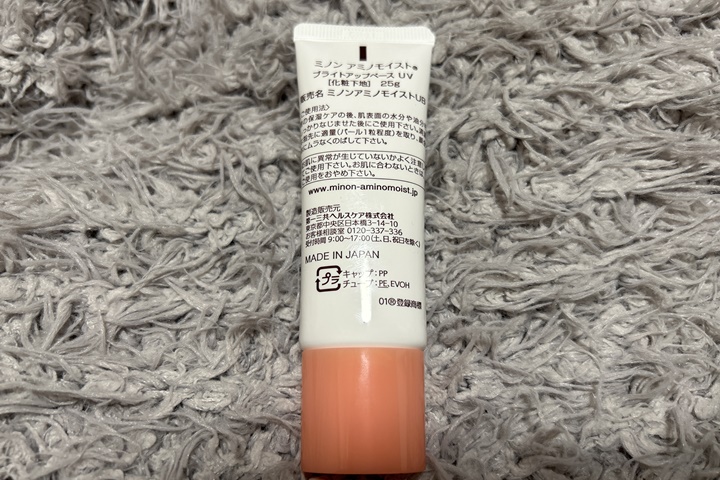 ミノン アミノモイスト®
ブライトアップベース UV
[化粧下地] 25g
販売名 ミノンアミノモイストUB
使用法〉
の保湿ケアの後、肌表面の水分や油分
っかりなじませた後にご使用下さい。
指先に適量(パール1粒程度)を取り、
にムラなくのばして下さい。
肌に異常が生じていないかよく注意
ご使用下さい。お肌に合わないときは
使用をおやめ下さい。
www.minon-aminomoist.jp
製造販売元
第一三共ヘルスケア株式会社
東京都中央区日本橋3-14-10
お客様相談室 0120-337-336
受付時間 9:00~17:00(土、日、祝日を除く)
MADE IN JAPAN
プラ
キャップ:PP
チューブ:PE, EVOH
01®登録商標